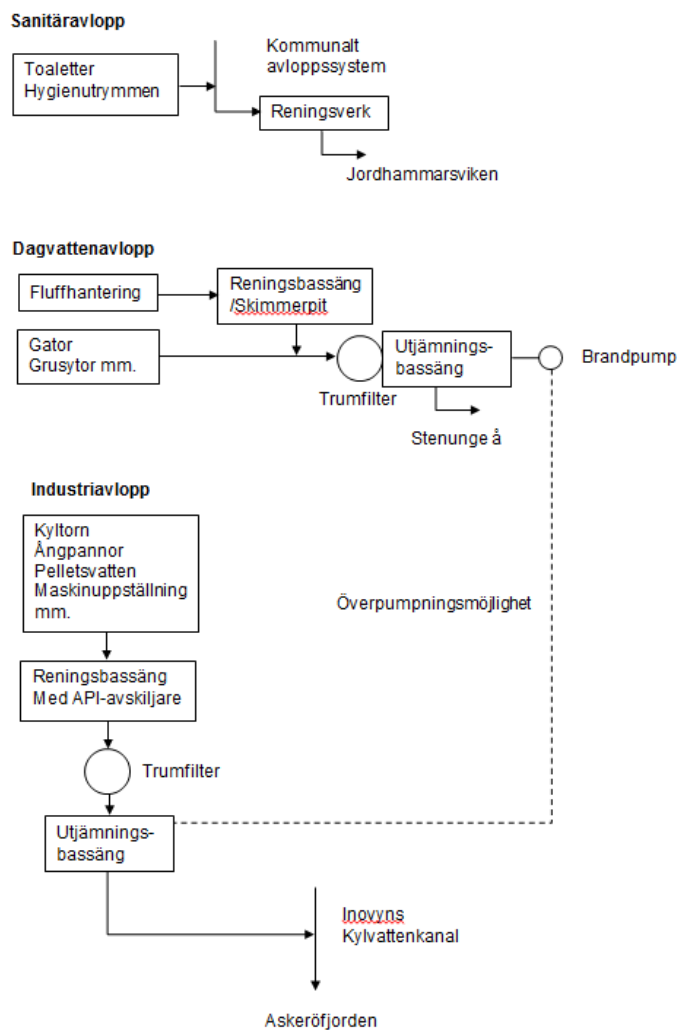 Sanitäravlopp
Toaletter
Hygienutrymmen
Kommunalt
avloppssystem
Reningsverk
Jordhammarsviken
Dagvattenavlopp
Fluffhantering
Reningsbassäng
/Skimmerpit
Gator
Grusytor mm.
Trumfilter
Utjämnings-
bassäng
Brandpump
Stenunge å
Industriavlopp
Kyltorn
Ångpannor
Pelletsvatten
Maskinuppställning
mm.
Överpumpningsmöjlighet
Reningsbassäng
Med API-avskiljare
Trumfilter
Utjämnings-
bassäng
Inovyns
Kylvattenkanal
Askeröfjorden